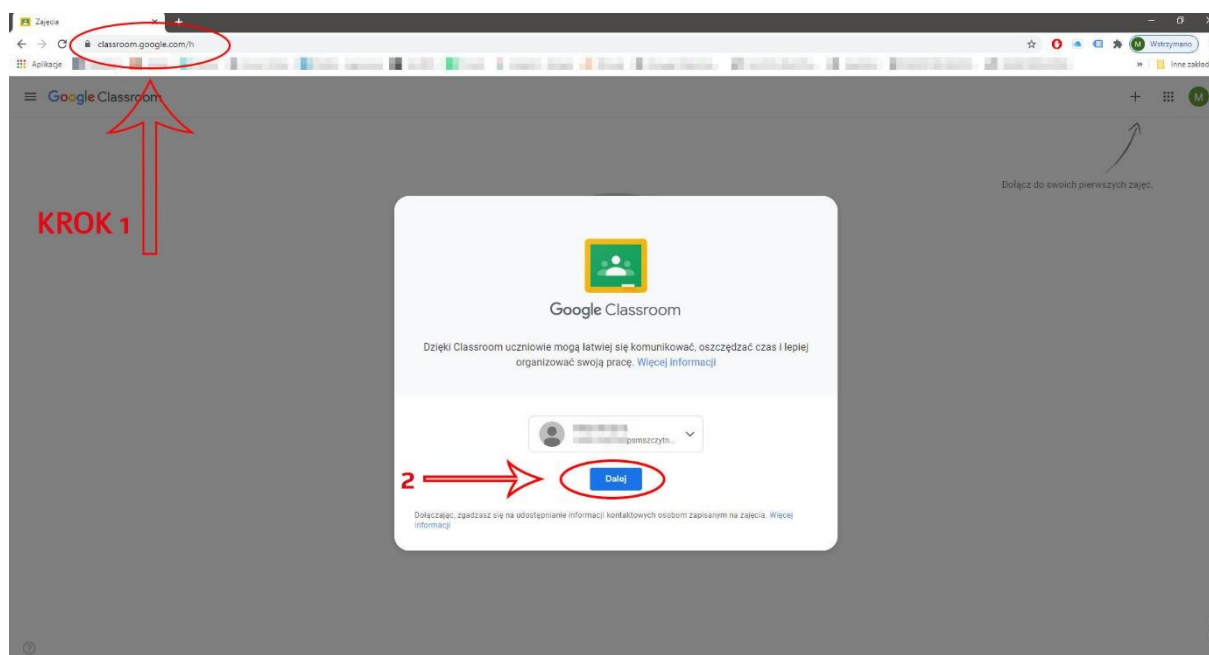 Zajęcia
classroom.google.com/h
Wstrzymano
Aplikacje
Inne zakład
Google Classroom
M
Dołącz do swoich pierwszych zajęć.
KROK 1
Google Classroom
Dzięki Classroom uczniowie mogą łatwiej się komunikować, oszczędzać czas i lepiej
organizować swoją pracę. Więcej informacji
psmszczytn...
2
Dalej
Dołączając, zgadzasz się na udostępnianie informacji kontaktowych osobom zapisanym na zajęcia. Więcej
informacji